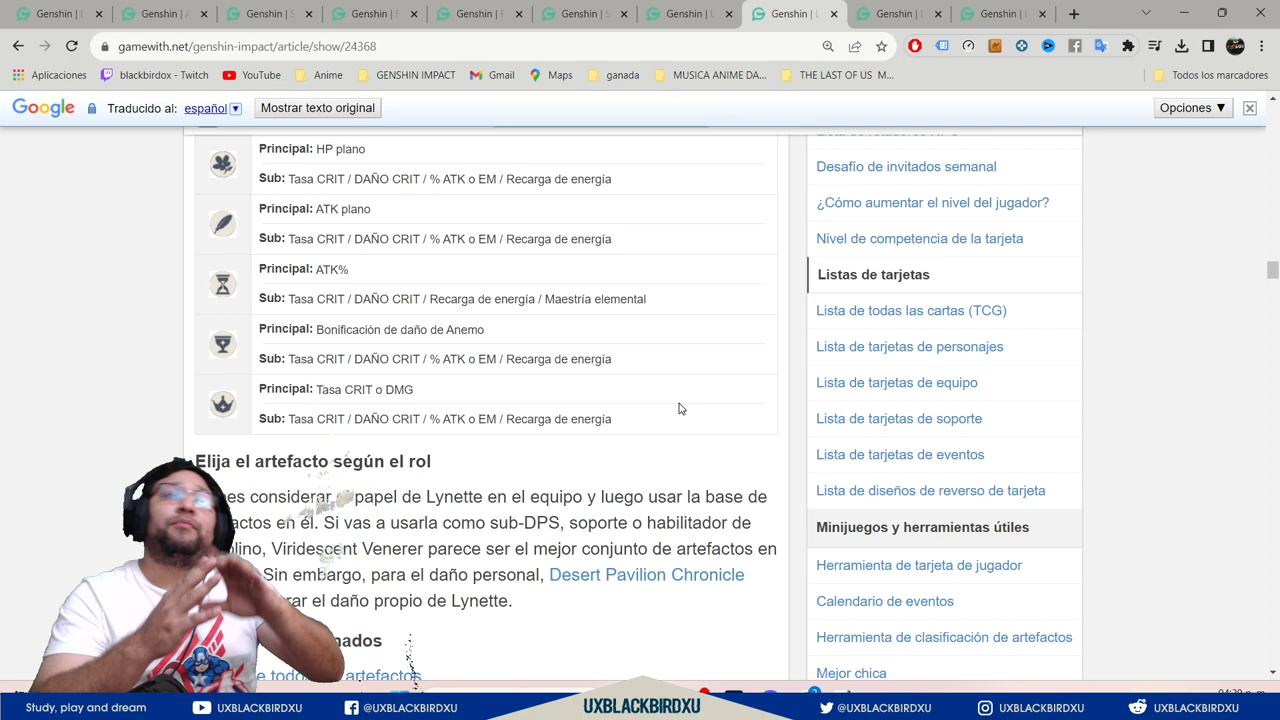 Genshin | L
Genshin | A
Genshin | S
Genshin | E
Genshin | E
Genshin | S
Genshin | U
Genshin | L
Genshin | L
Genshin | L
gamewith.net/genshin-impact/article/show/24368
Aplicaciones
blackbirdox - Twitch
YouTube
Anime
GENSHIN IMPACT
Gmail
Maps
ganada
MUSICA ANIME DA...
THE LAST OF US M...
Todos los marcadores
Google
Traducido al: español ▼
Mostrar texto original
Opciones ▼
Principal: HP plano
Sub: Tasa CRIT / DAÑO CRIT / % ATK o EM / Recarga de energía
Principal: ATK plano
Sub: Tasa CRIT / DAÑO CRIT / % ATK o EM / Recarga de energía
Principal: ATK%
Sub: Tasa CRIT / DAÑO CRIT / Recarga de energía / Maestría elemental
Principal: Bonificación de daño de Anemo
Sub: Tasa CRIT / DAÑO CRIT / % ATK o EM / Recarga de energía
Principal: Tasa CRIT o DMG
Sub: Tasa CRIT / DAÑO CRIT / % ATK o EM / Recarga de energía
Elija el artefacto según el rol
es considerar el papel de Lynette en el equipo y luego usar la base de
actos en él. Si vas a usarla como sub-DPS, soporte o habilitador de
olino, Viridescent Venerer parece ser el mejor conjunto de artefactos en
Sin embargo, para el daño personal, Desert Pavilion Chronicle
rar el daño propio de Lynette.
nados
e todo artefactos
Desafío de invitados semanal
¿Cómo aumentar el nivel del jugador?
Nivel de competencia de la tarjeta
Listas de tarjetas
Lista de todas las cartas (TCG)
Lista de tarjetas de personajes
Lista de tarjetas de equipo
Lista de tarjetas de soporte
Lista de tarjetas de eventos
Lista de diseños de reverso de tarjeta
Minijuegos y herramientas útiles
Herramienta de tarjeta de jugador
Calendario de eventos
Herramienta de clasificación de artefactos
Mejor chica
Study, play and dream
UXBLACKBIRDXU
@UXBLACKBIRDXU
UXBLACKBIRDXU
@UXBLACKBIRDXU
UXBLACKBIRDXU
UXBLACKBIRDXU